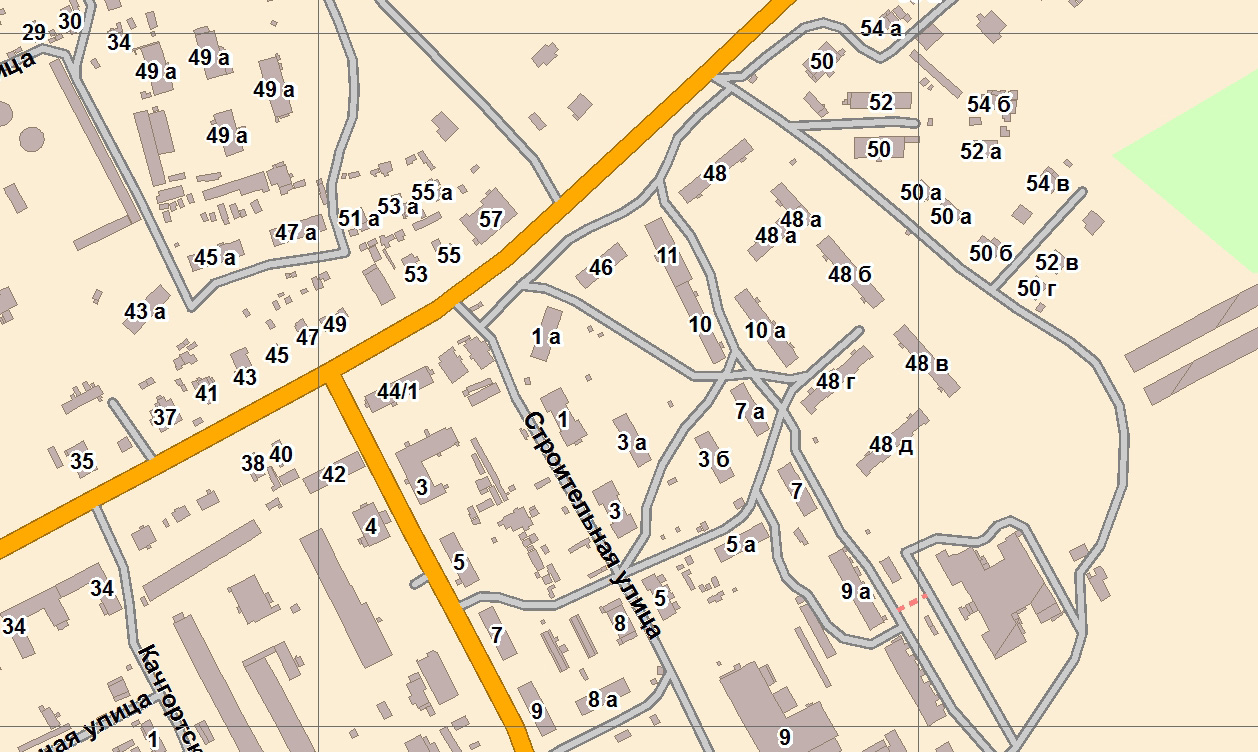 30
29
34
54 а
49 а
49 а
50
49 а
52
54 б
49 а
50
52 а
48
54 в
55 а
50 а
53 а
51 а
57
48 а
50 а
47 а
48 а
55
11
50 б
45 а
46
52 в
53
48 б
50 г
43 а
49
10
10 а
47
1 а
45
48 в
43
48 г
44/1
41
7 а
37
1
3 а
48 д
3 б
35
38
40
42
3
7
3
4
Строительная улица
5 а
5
34
9 а
5
34
8
7
Качгортск
8 а
9
ная улица
1
9
ица